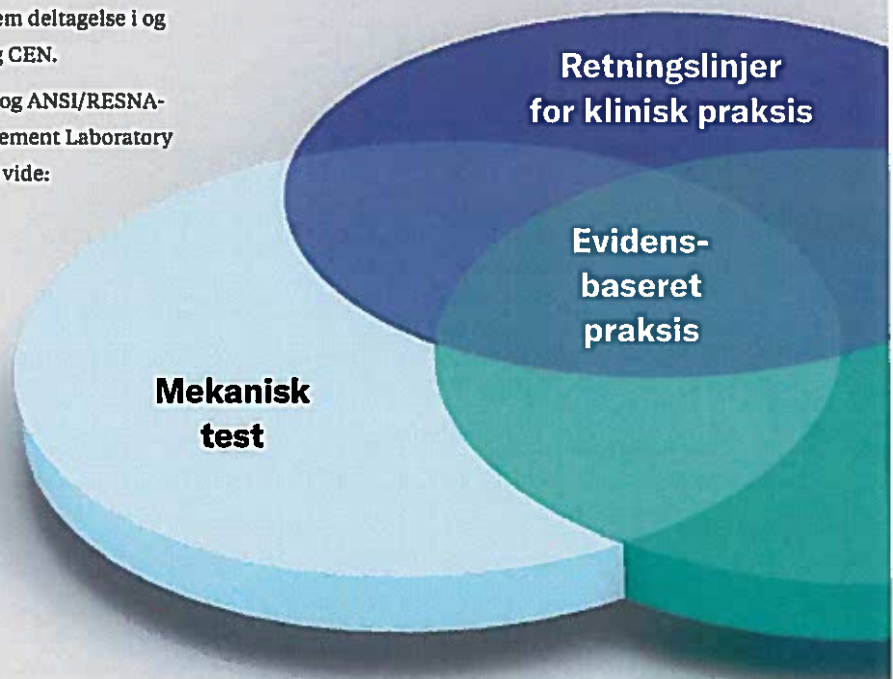 em deltagelse i og
g CEN.
og ANSI/RESNA-
ement Laboratory
vide:
Retningslinjer
for klinisk praksis
Evidens-
baseret
praksis
Mekanisk
test